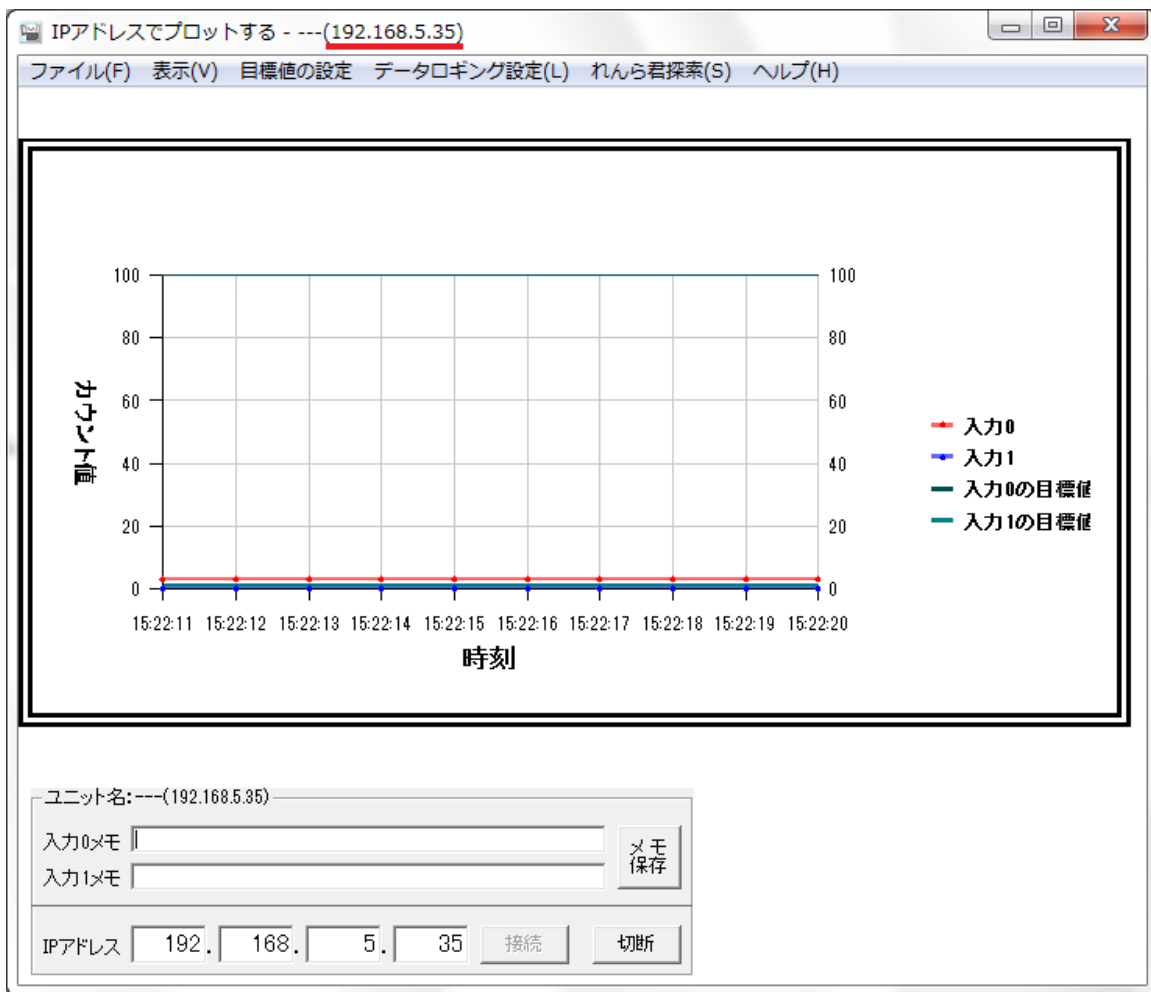 IPアドレスでプロットする - ---(192.168.5.35)
ファイル(F) 表示(V) 目標値の設定 データロギング設定(L) れんら君探索(S) ヘルプ(H)
100 100
80 80
60 60
40 40
20 20
0 0
カウント値
15:22:11 15:22:12 15:22:13 15:22:14 15:22:15 15:22:16 15:22:17 15:22:18 15:22:19 15:22:20
時刻
入力0
入力1
入力0の目標値
入力1の目標値
ユニット名:---(192.168.5.35)
入力0メモ
入力1メモ
メモ
保存
IPアドレス 192. 168. 5. 35 接続 切断